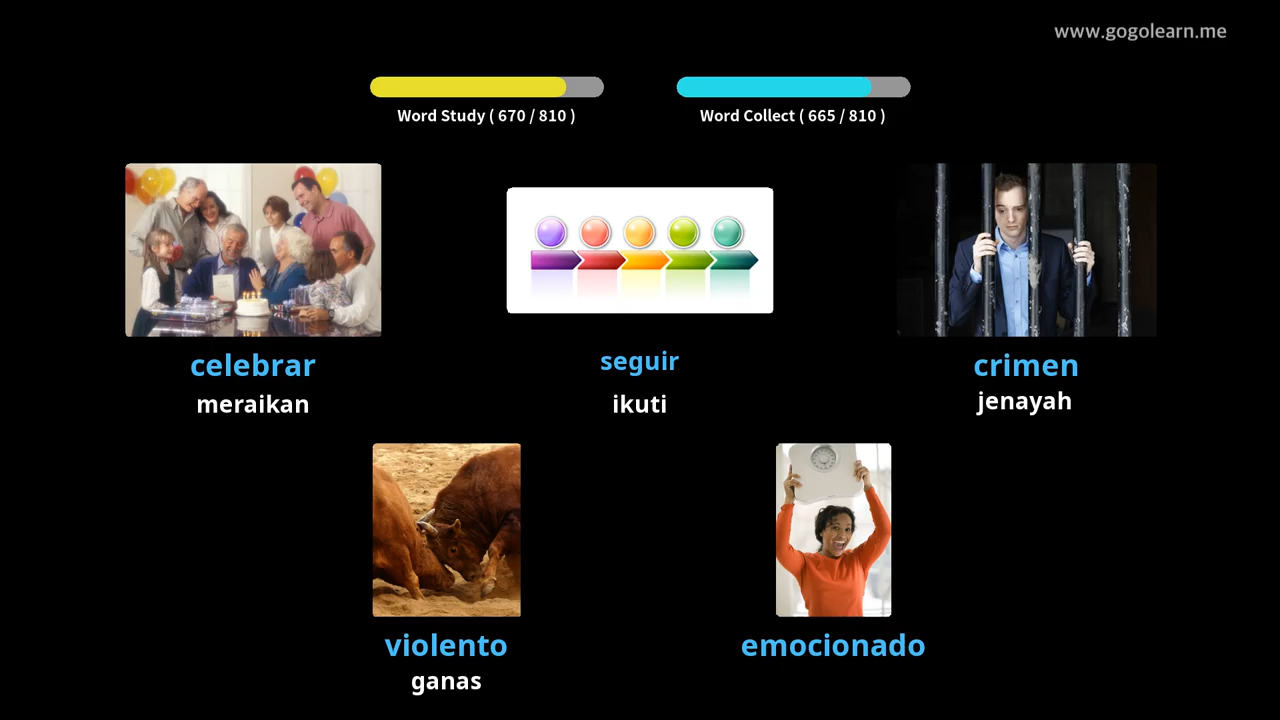 www.gogolearn.me
Word Study ( 670 / 810 )
Word Collect ( 665 / 810 )
celebrar
meraikan
seguir
ikuti
crimen
jenayah
violento
ganas
emocionado